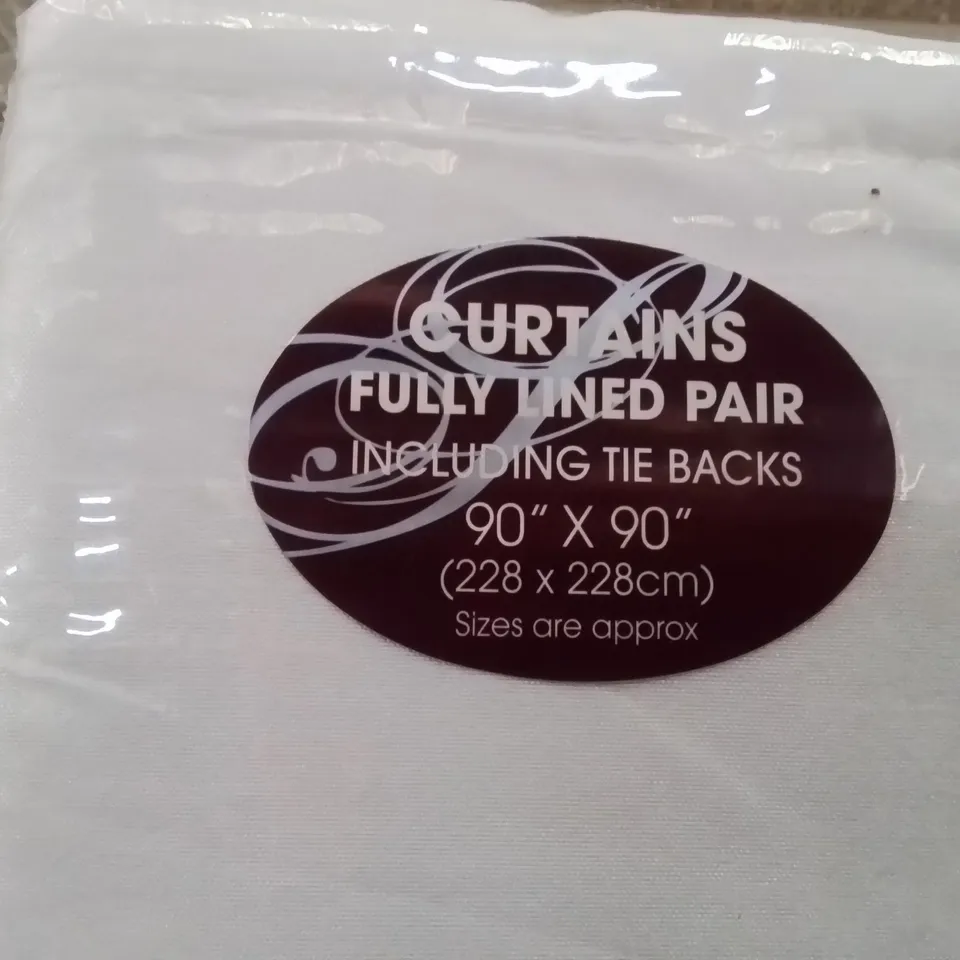 CURTAINS
FULLY LINED PAIR
INCLUDING TIE BACKS
90" X 90"
(228 x 228cm)
Sizes are approx